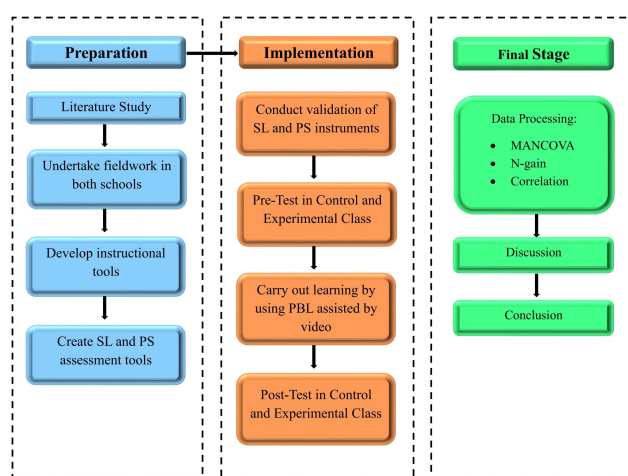 Preparation
Literature Study
Undertake fieldwork in
both schools
Develop instructional
tools
Create SL and PS
assessment tools
Implementation
Conduct validation of
SL and PS instruments
Pre-Test in Control and
Experimental Class
Carry out learning by
using PBL assisted by
video
Post-Test in Control
and Experimental Class
Final Stage
Data Processing:
• MANCOVA
• N-gain
• Correlation
Discussion
Conclusion